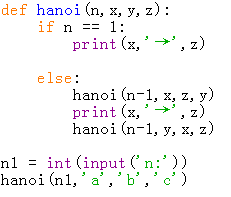 def hanoi(n,x,y,z):
    if n == 1:
        print(x,'→',z)

    else:
        hanoi(n-1,x,z,y)
        print(x,'→',z)
        hanoi(n-1,y,x,z)

n1 = int(input('n:'))
hanoi(n1,'a','b','c')